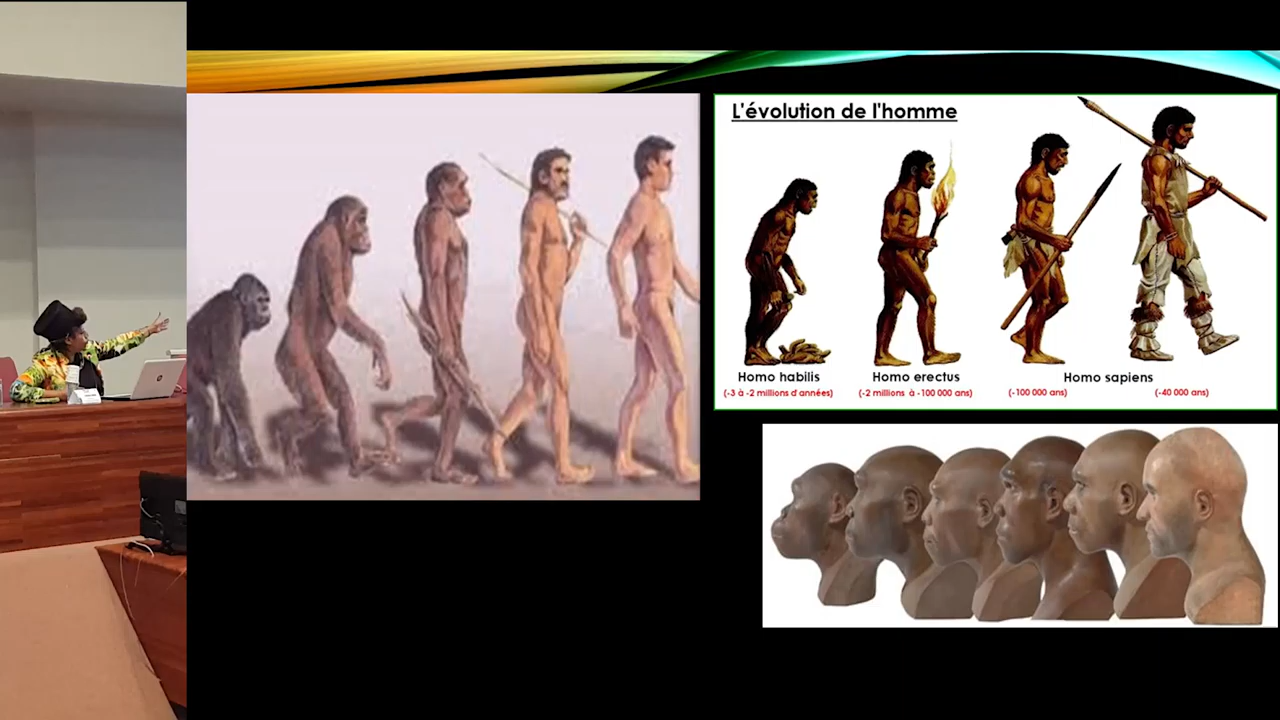 L'évolution de l'homme
Homo habilis
Homo erectus
Homo sapiens
(-3 à -2 millions d'années)
(-2 millions à -100 000 ans)
(-100 000 ans)
(-40 000 ans)